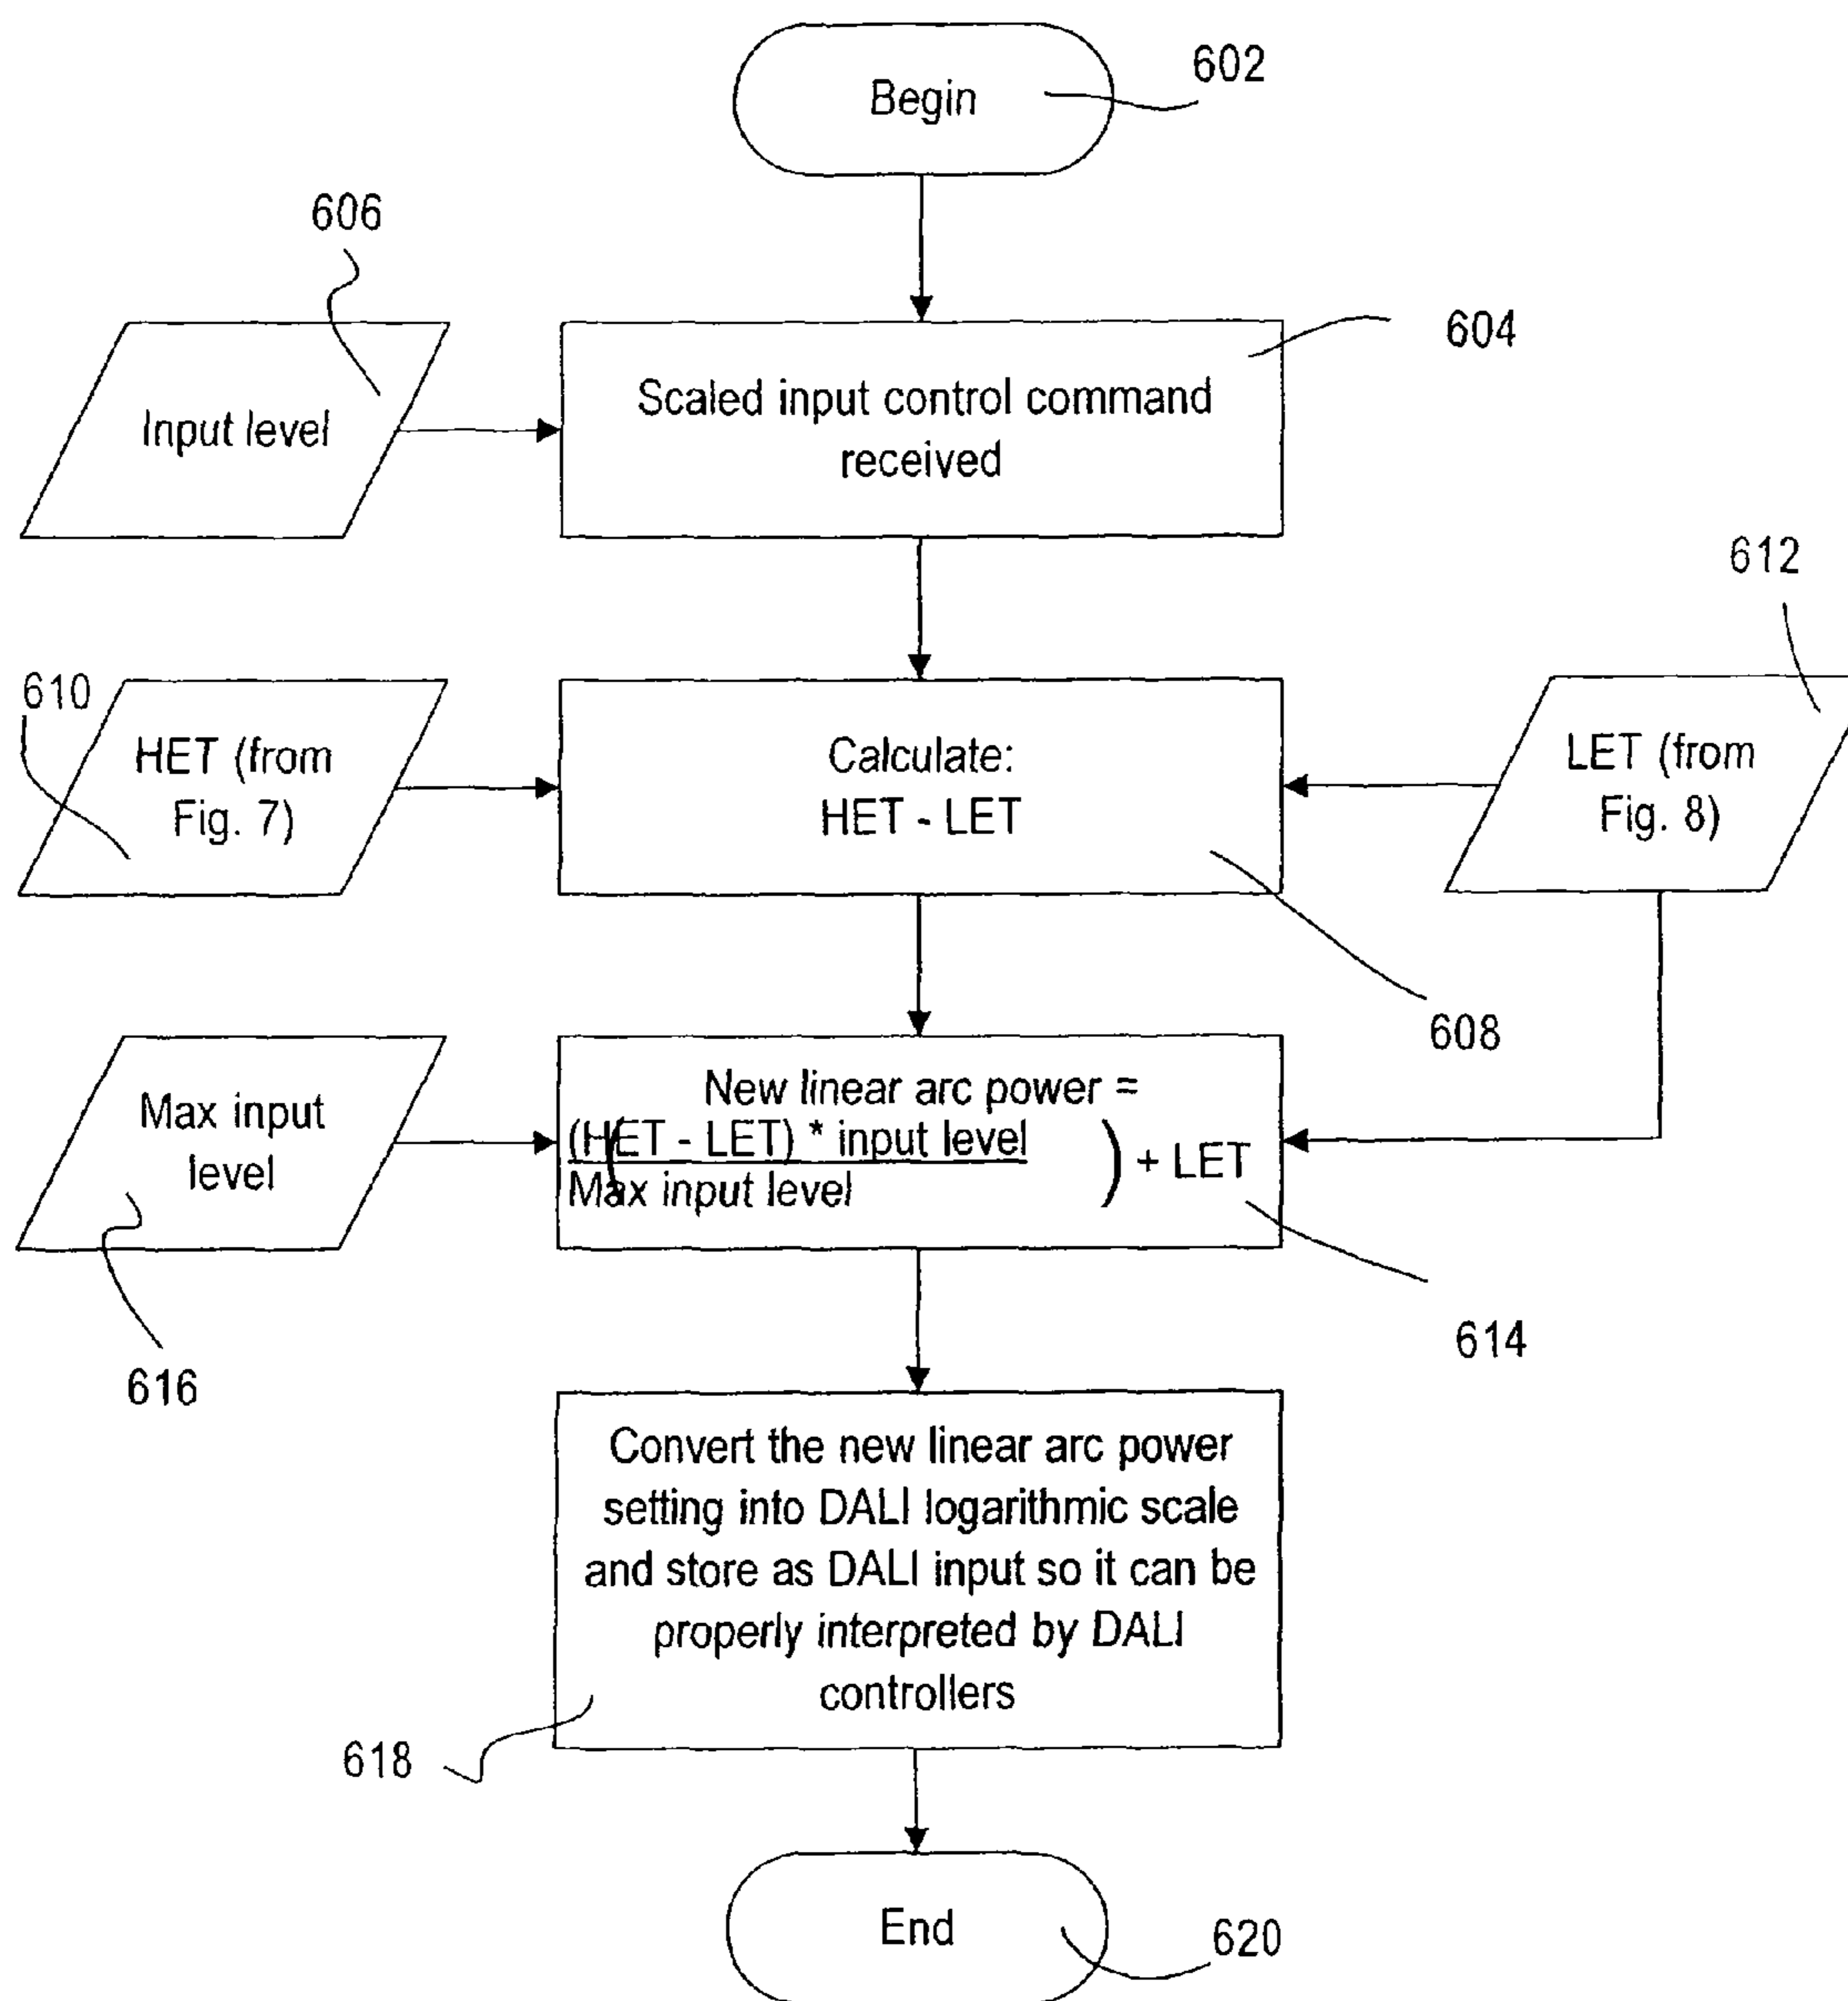 Begin
602
606
Input level
Scaled input control command
received
604
612
610
HET (from
Fig. 7)
Calculate:
HET - LET
LET (from
Fig. 8)
608
Max input
level
616
New linear arc power =
( (HET - LET) * input level
Max input level ) + LET
614
Convert the new linear arc power
setting into DALI logarithmic scale
and store as DALI input so it can be
properly interpreted by DALI
controllers
618
End
620